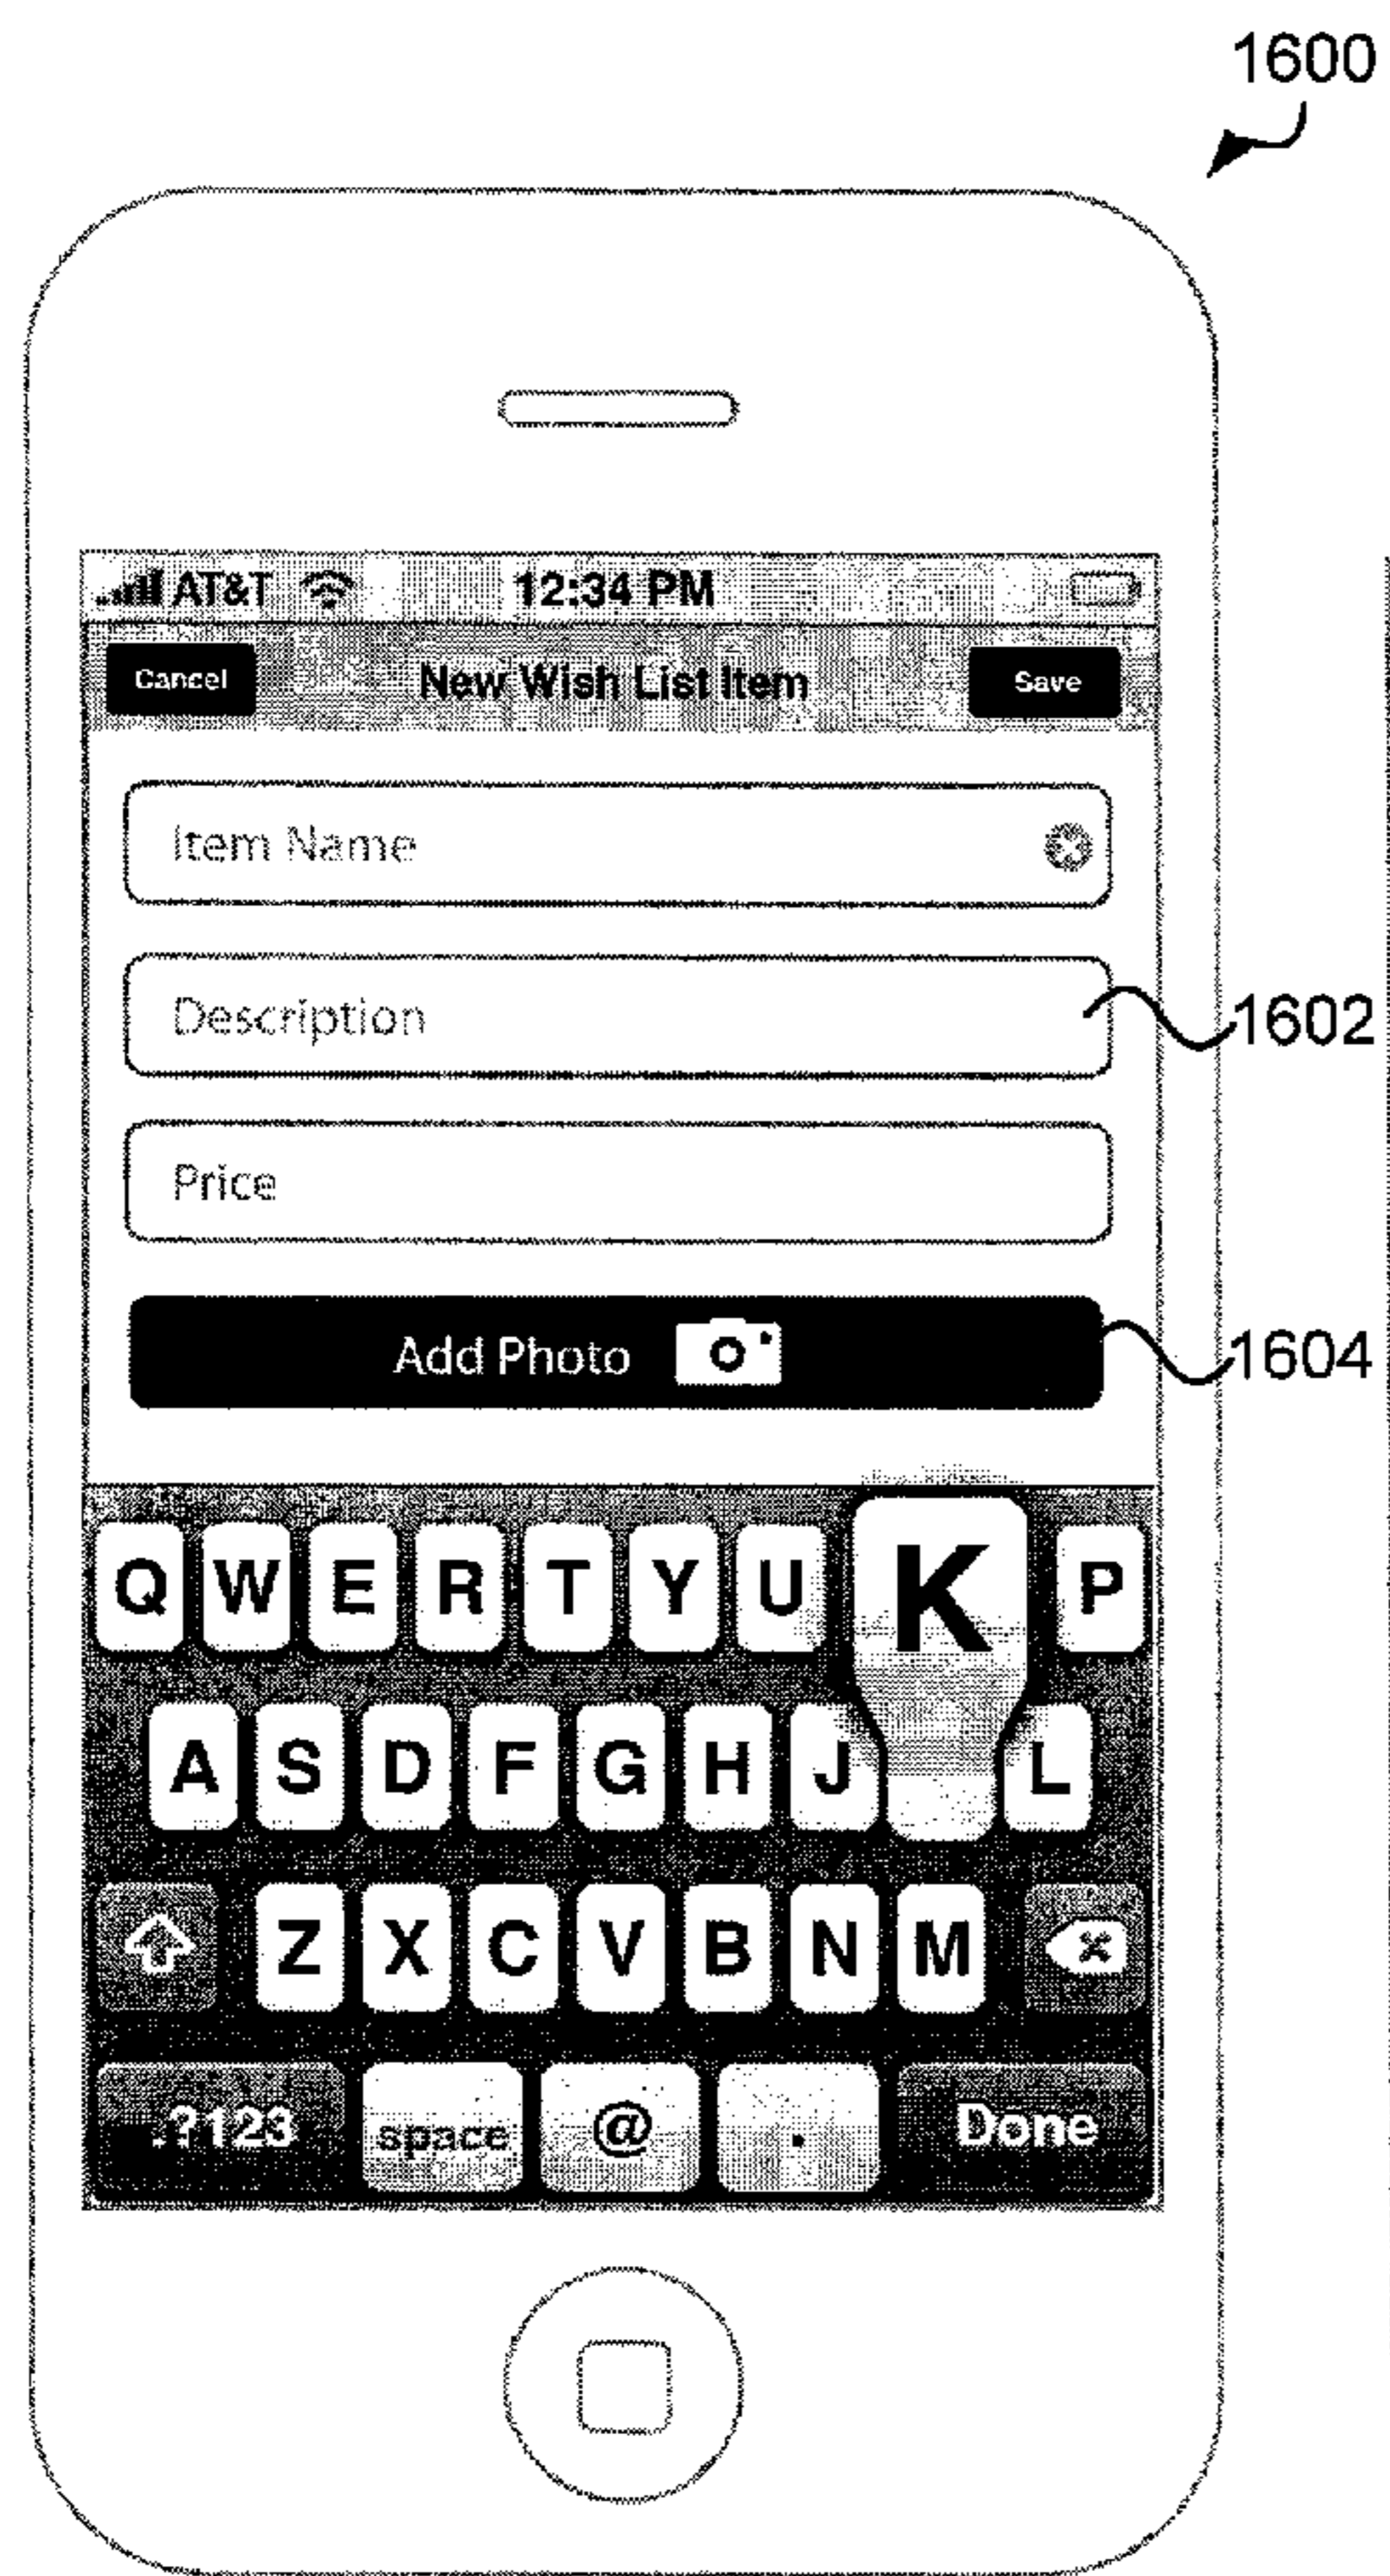 1600
AT&T 12:34 PM
Cancel New Wish List Item Save
Item Name
Description
1602
Price
Add Photo
1604
Q W E R T Y U K P
A S D F G H J L
Z X C V B N M
.?123 space @ . Done